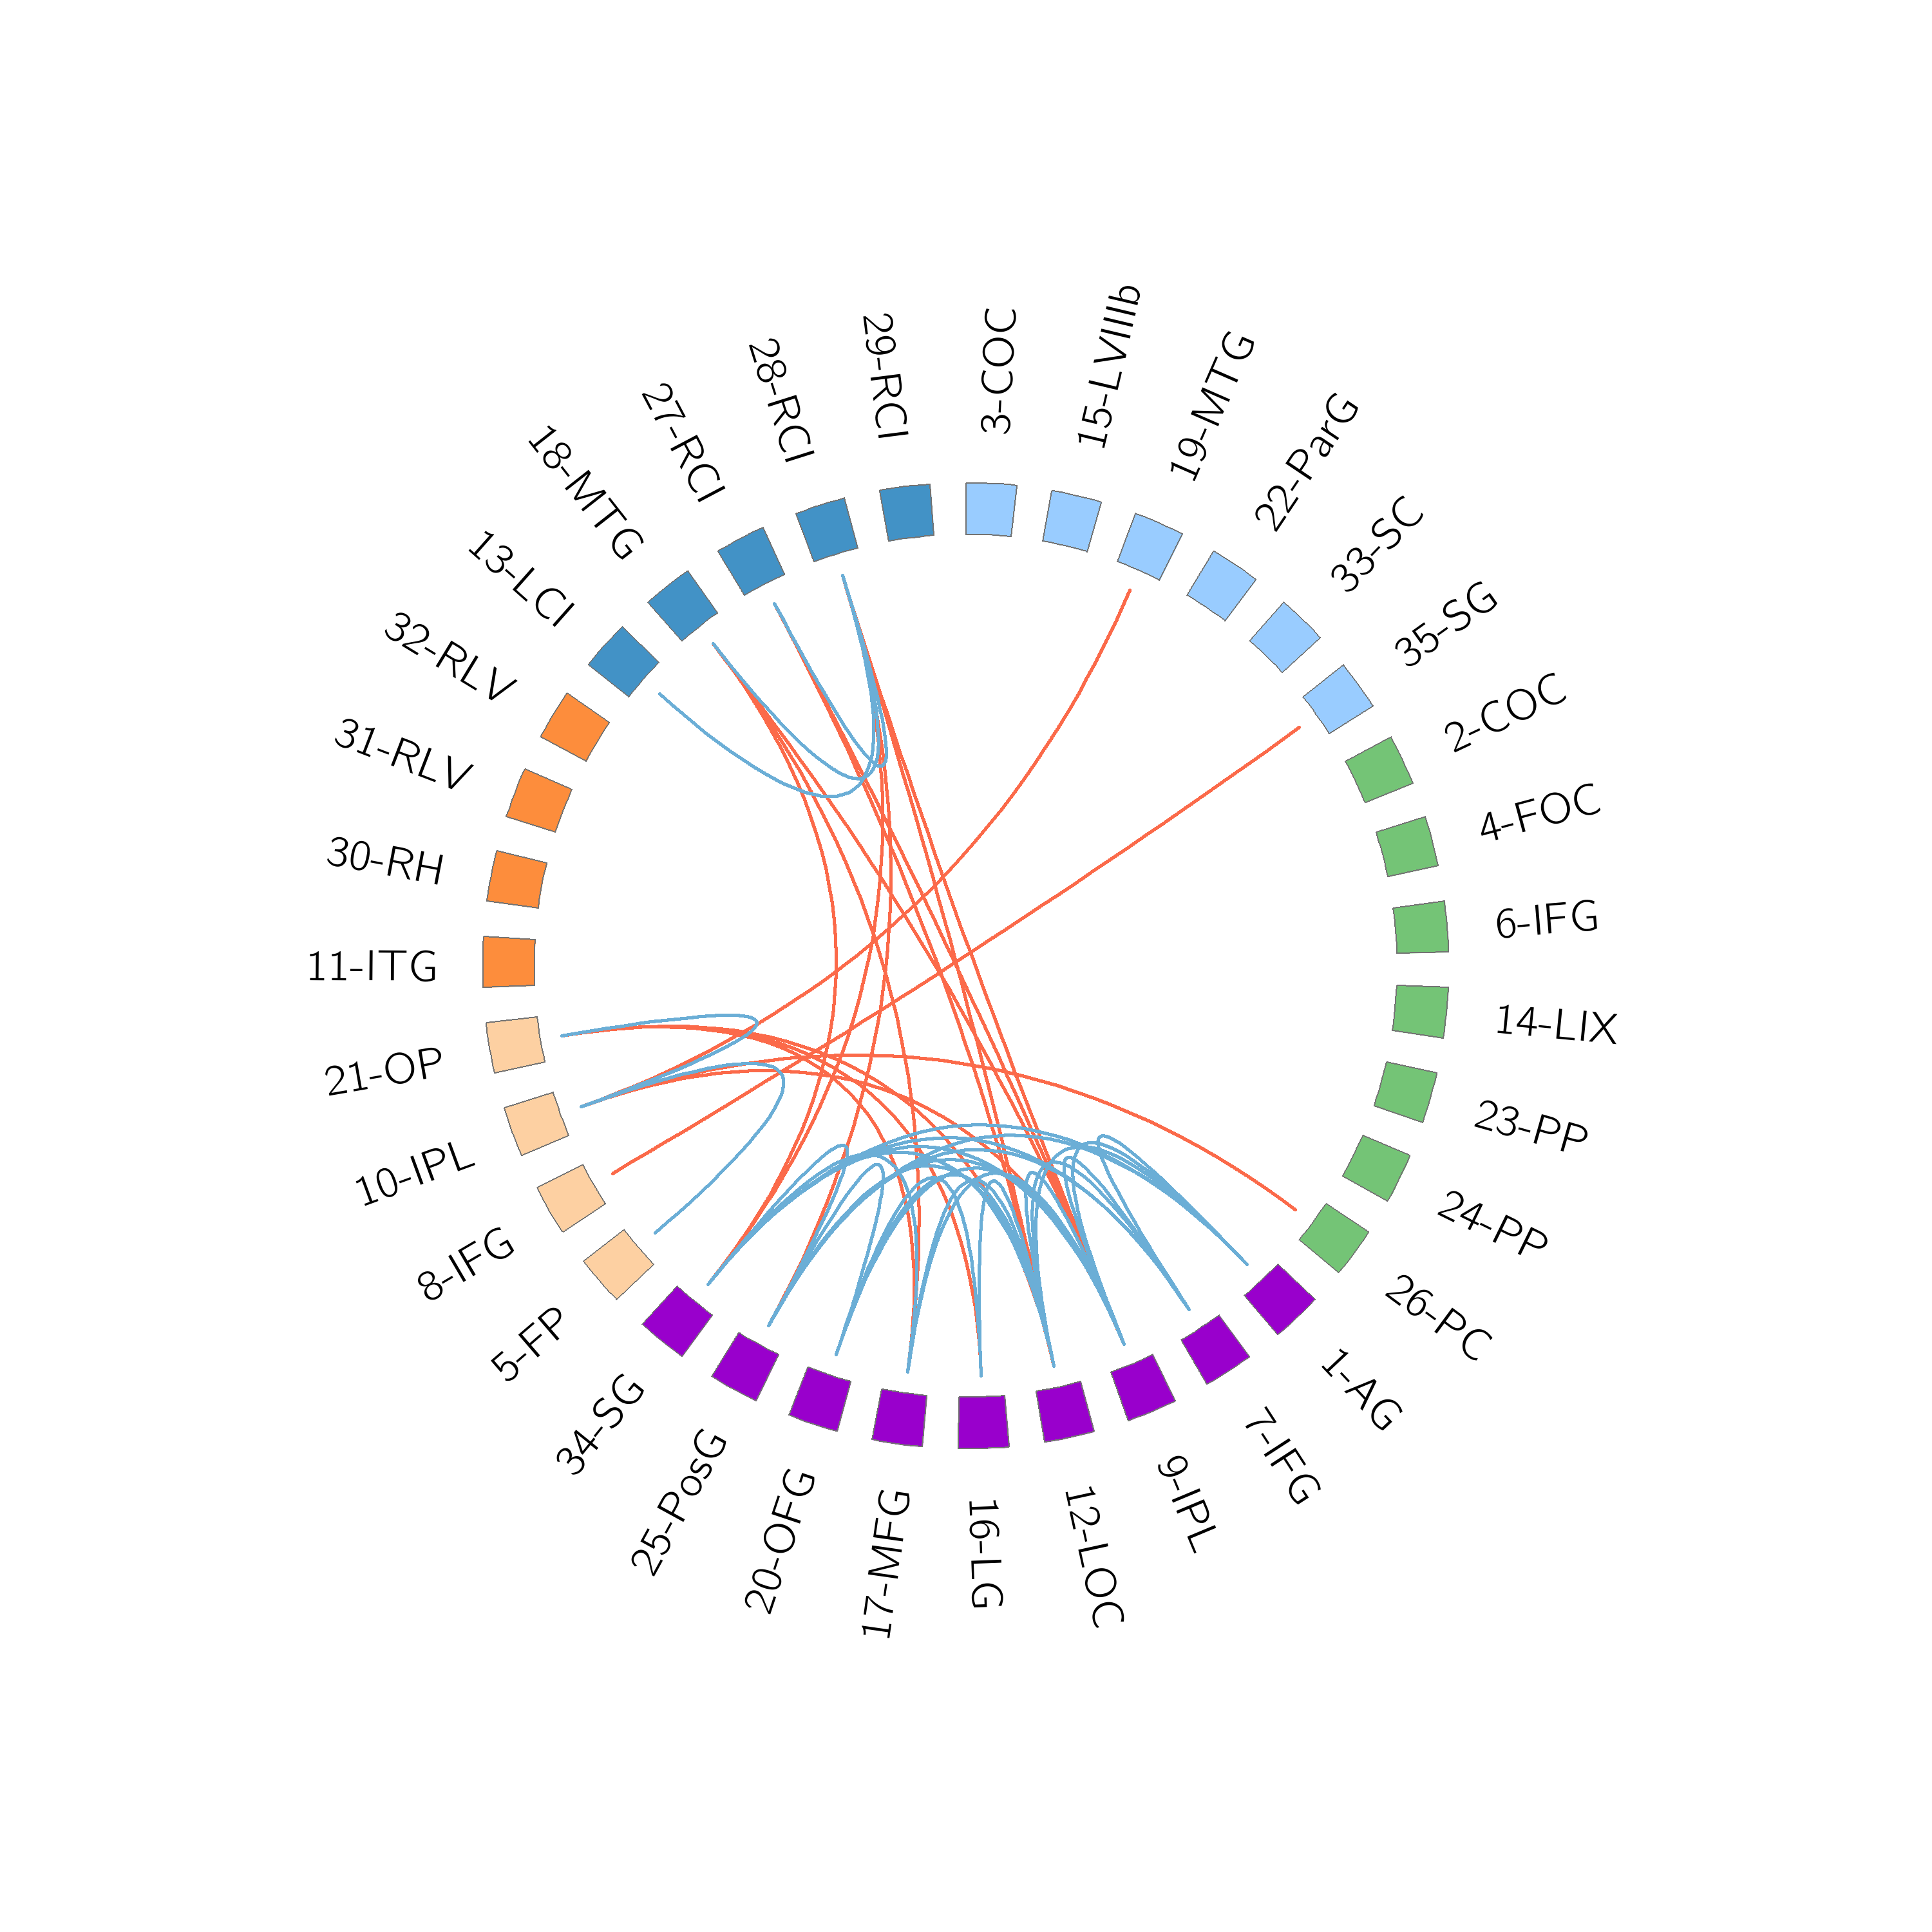 3-COC
15-LVIIIb
19-MTG
22-ParG
33-SC
35-SG
2-COC
4-FOC
6-IFG
14-LIX
23-PP
24-PP
26-PC
1-AG
7-IFG
9-IPL
12-LOC
16-LG
17-MFG
20-OFG
25-PosG
34-SG
5-FP
8-IFG
10-IPL
21-OP
11-ITG
30-RH
31-RLV
32-RLV
13-LCI
18-MTG
27-RCI
28-RCI
29-RCI